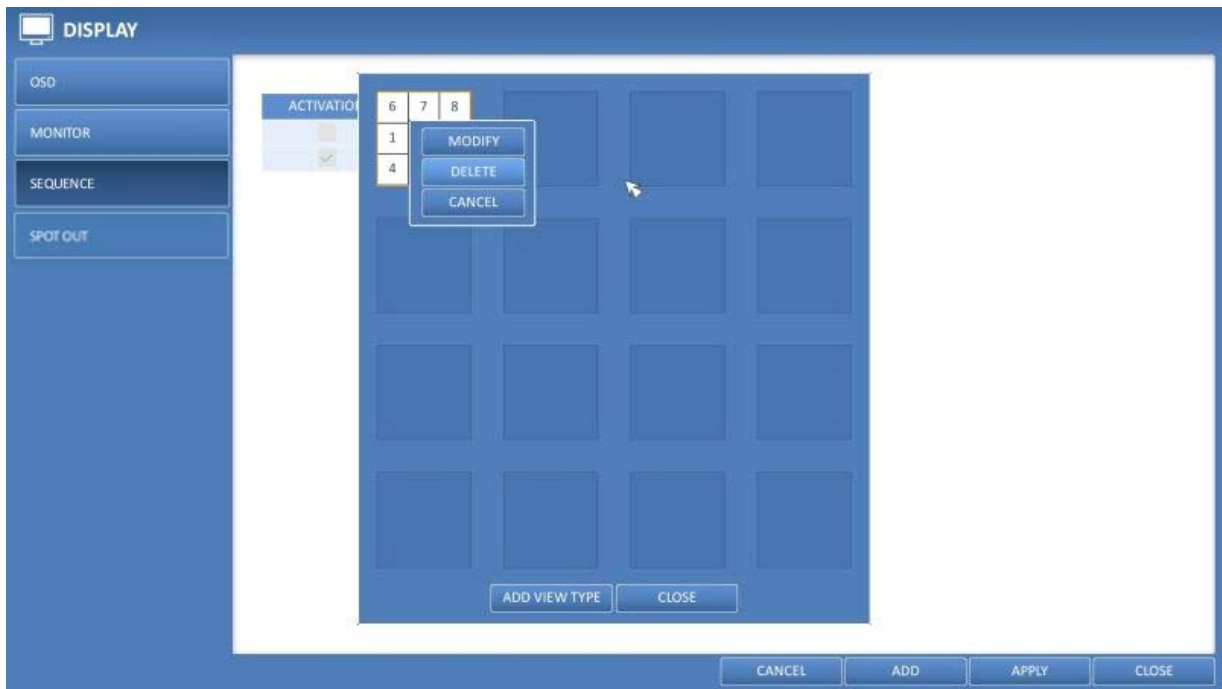 DISPLAY
OSD
MONITOR
SEQUENCE
SPOT OUT
ACTIVATION
6 7 8
1
4
MODIFY
DELETE
CANCEL
ADD VIEW TYPE
CLOSE
CANCEL
ADD
APPLY
CLOSE